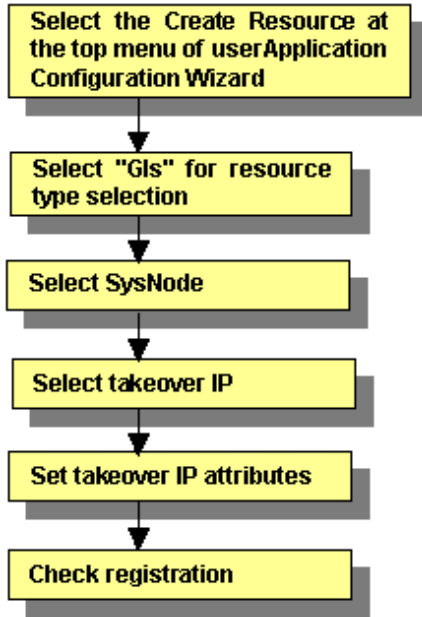 Select the Create Resource at
the top menu of userApplication
Configuration Wizard
Select "Gls" for resource
type selection
Select SysNode
Select takeover IP
Set takeover IP attributes
Check registration